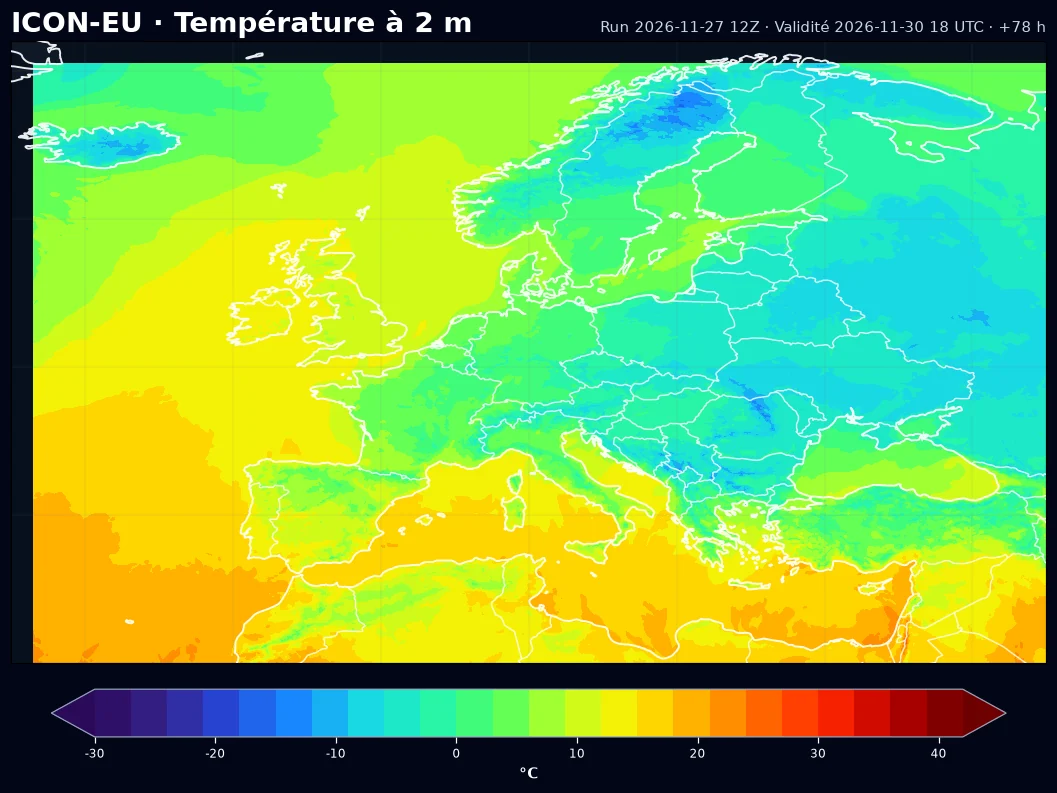 ICON-EU · Température à 2 m
Run 2026-11-27 12Z · Validité 2026-11-30 18 UTC · +78 h
-30 -20 -10 0 10 20 30 40
°C